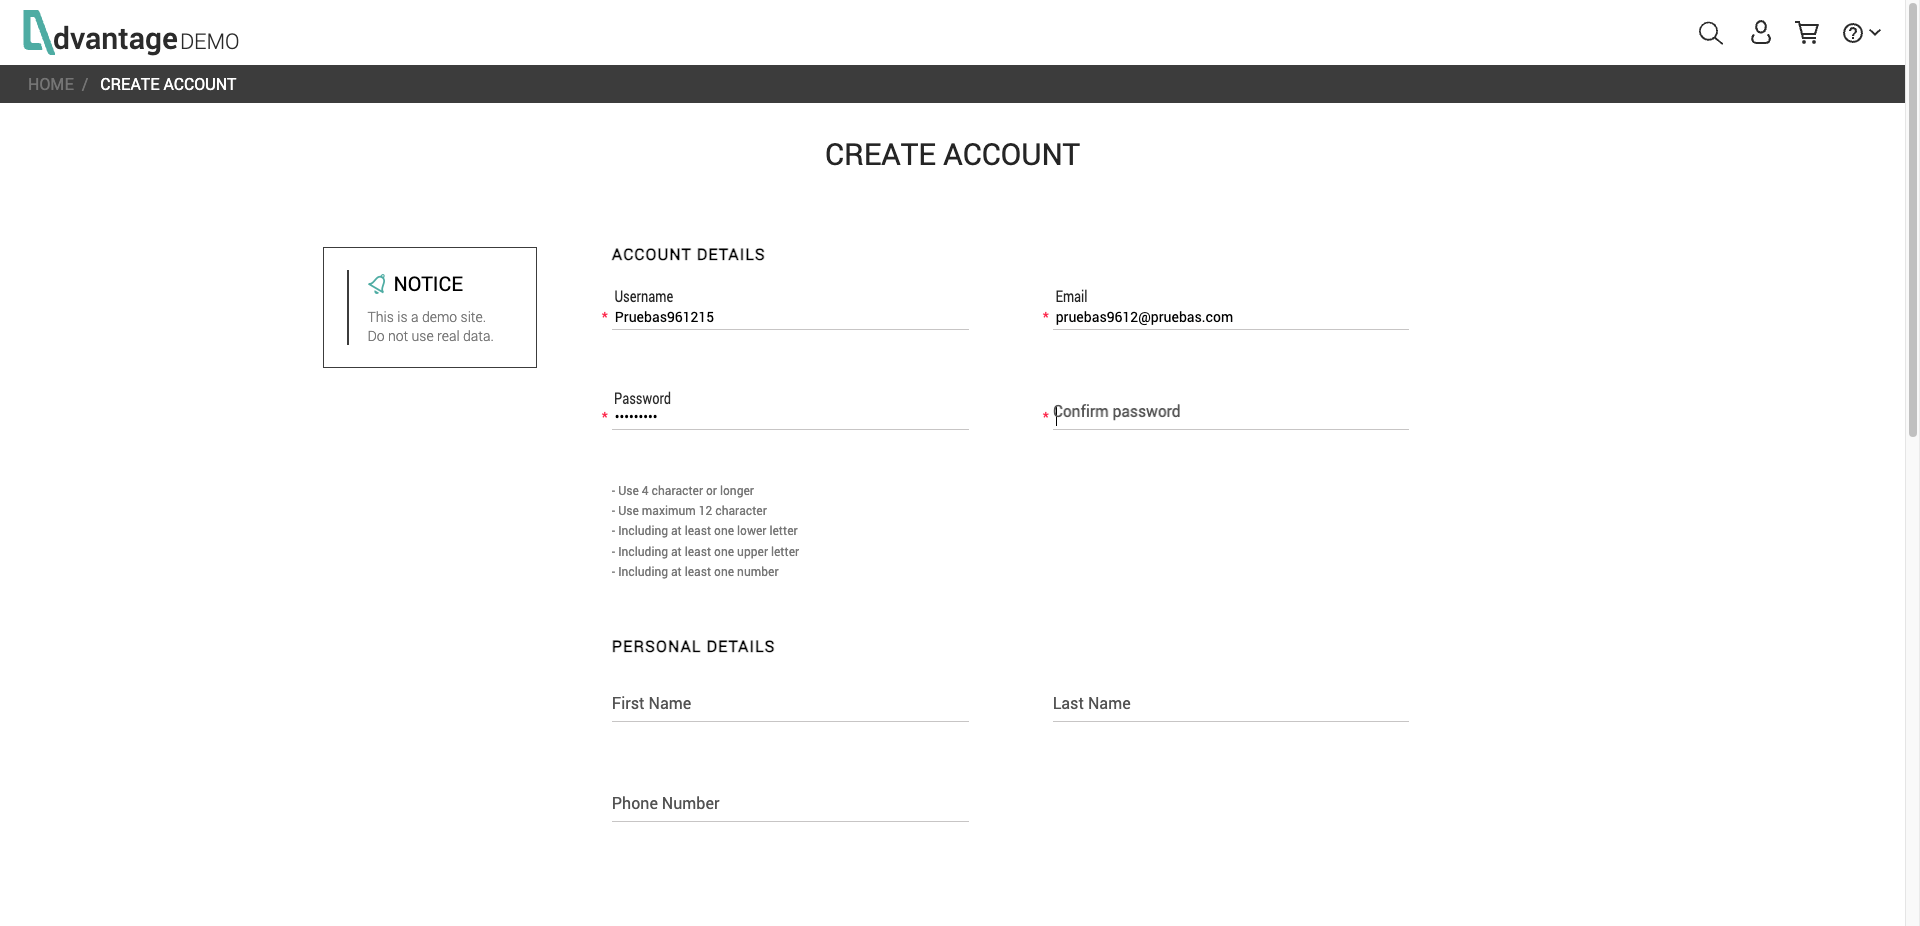 dvantage DEMO
HOME / CREATE ACCOUNT
CREATE ACCOUNT
NOTICE
This is a demo site.
Do not use real data.
ACCOUNT DETAILS
Username
* Pruebas961215
Email
* pruebas9612@pruebas.com
Password
* •••••••••
* Confirm password
- Use 4 character or longer
- Use maximum 12 character
- Including at least one lower letter
- Including at least one upper letter
- Including at least one number
PERSONAL DETAILS
First Name
Last Name
Phone Number